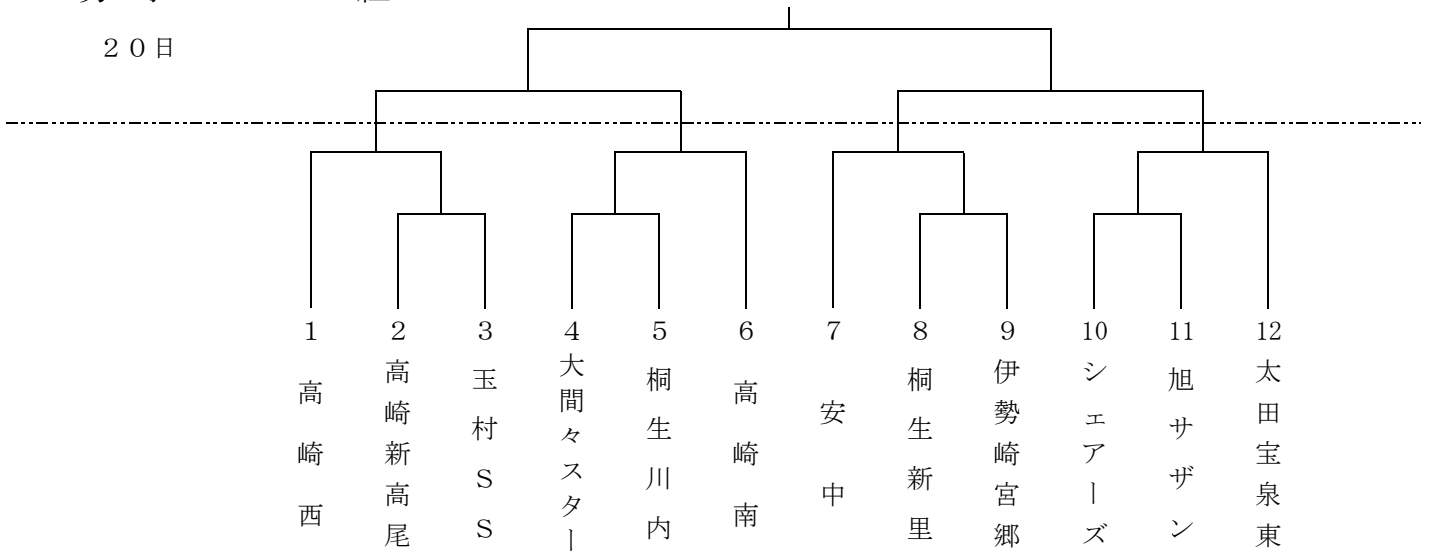 ２０日
1
2
3
4
5
6
7
8
9
10
11
12
高崎西
高崎新高尾
玉村ＳＳ
大間々スター
桐生川内
高崎南
安中
桐生新里
伊勢崎宮郷
シェアーズ
旭サザン
太田宝泉東